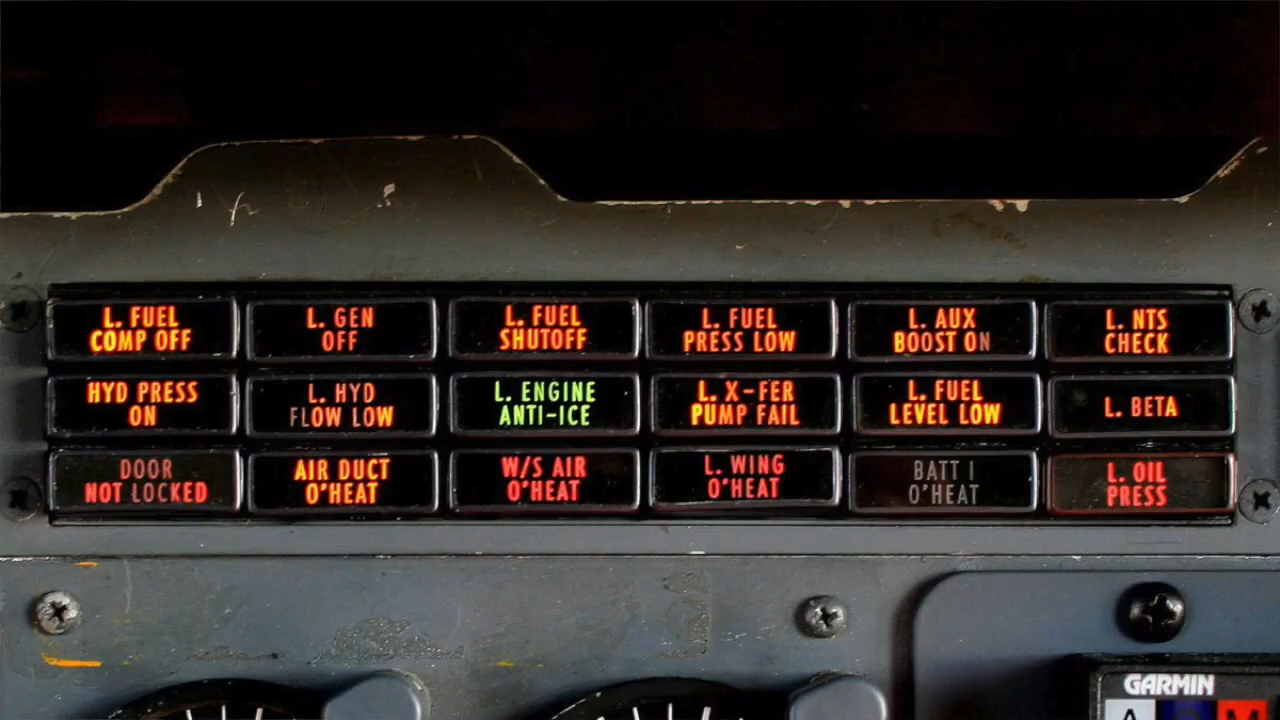 L. FUEL
COMP OFF
L. GEN
OFF
L. FUEL
SHUTOFF
L. FUEL
PRESS LOW
L. AUX
BOOST ON
L. NTS
CHECK
HYD PRESS
ON
L. HYD
FLOW LOW
L. ENGINE
ANTI-ICE
L. X-FER
PUMP FAIL
L. FUEL
LEVEL LOW
L. BETA
DOOR
NOT LOCKED
AIR DUCT
O'HEAT
W/S AIR
O'HEAT
L. WING
O'HEAT
BATT 1
O'HEAT
L. OIL
PRESS
GARMIN
A M